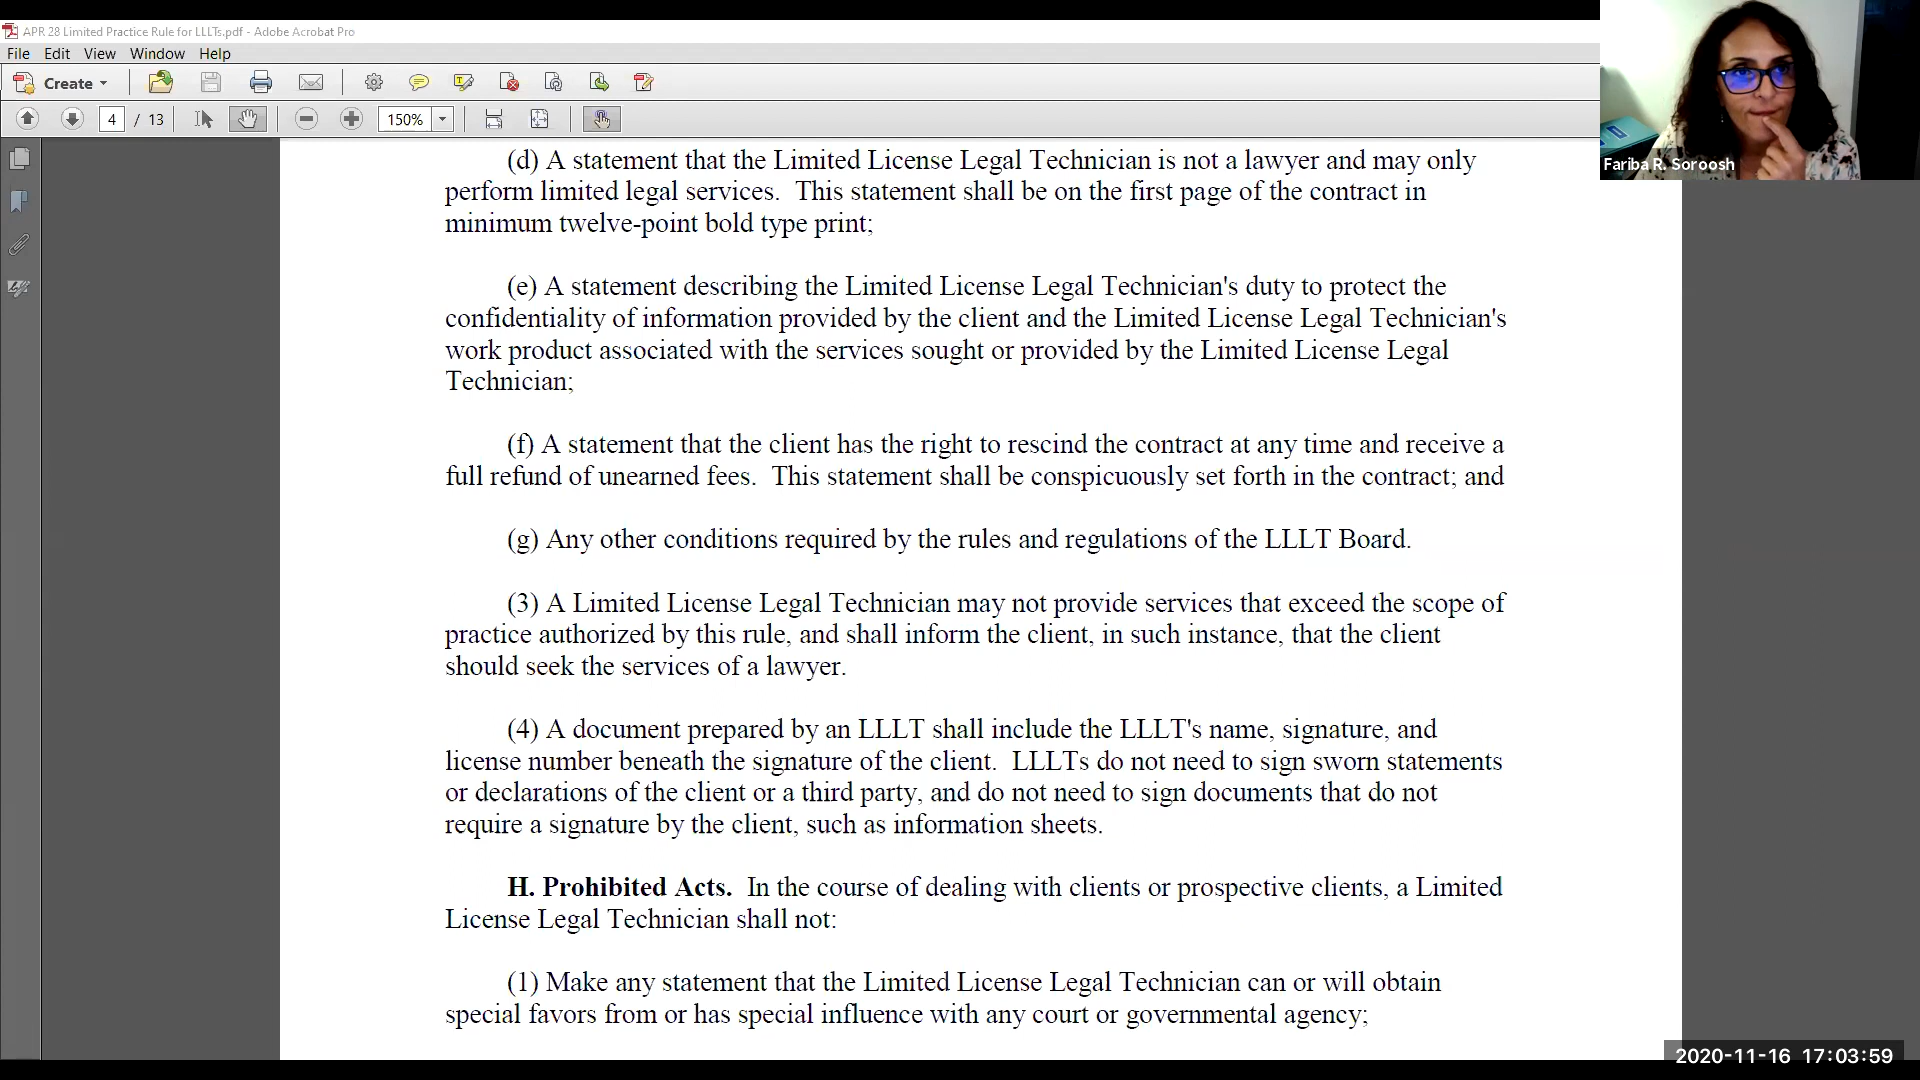 APR 28 Limited Practice Rule for LLLTs.pdf - Adobe Acrobat Pro
File Edit View Window Help
Create
4 / 13 150%
Fariba R. Soroosh
(d) A statement that the Limited License Legal Technician is not a lawyer and may only
perform limited legal services. This statement shall be on the first page of the contract in
minimum twelve-point bold type print;
(e) A statement describing the Limited License Legal Technician's duty to protect the
confidentiality of information provided by the client and the Limited License Legal Technician's
work product associated with the services sought or provided by the Limited License Legal
Technician;
(f) A statement that the client has the right to rescind the contract at any time and receive a
full refund of unearned fees. This statement shall be conspicuously set forth in the contract; and
(g) Any other conditions required by the rules and regulations of the LLLT Board.
(3) A Limited License Legal Technician may not provide services that exceed the scope of
practice authorized by this rule, and shall inform the client, in such instance, that the client
should seek the services of a lawyer.
(4) A document prepared by an LLLT shall include the LLLT's name, signature, and
license number beneath the signature of the client. LLLTs do not need to sign sworn statements
or declarations of the client or a third party, and do not need to sign documents that do not
require a signature by the client, such as information sheets.
H. Prohibited Acts. In the course of dealing with clients or prospective clients, a Limited
License Legal Technician shall not:
(1) Make any statement that the Limited License Legal Technician can or will obtain
special favors from or has special influence with any court or governmental agency;
2020-11-16 17:03:59